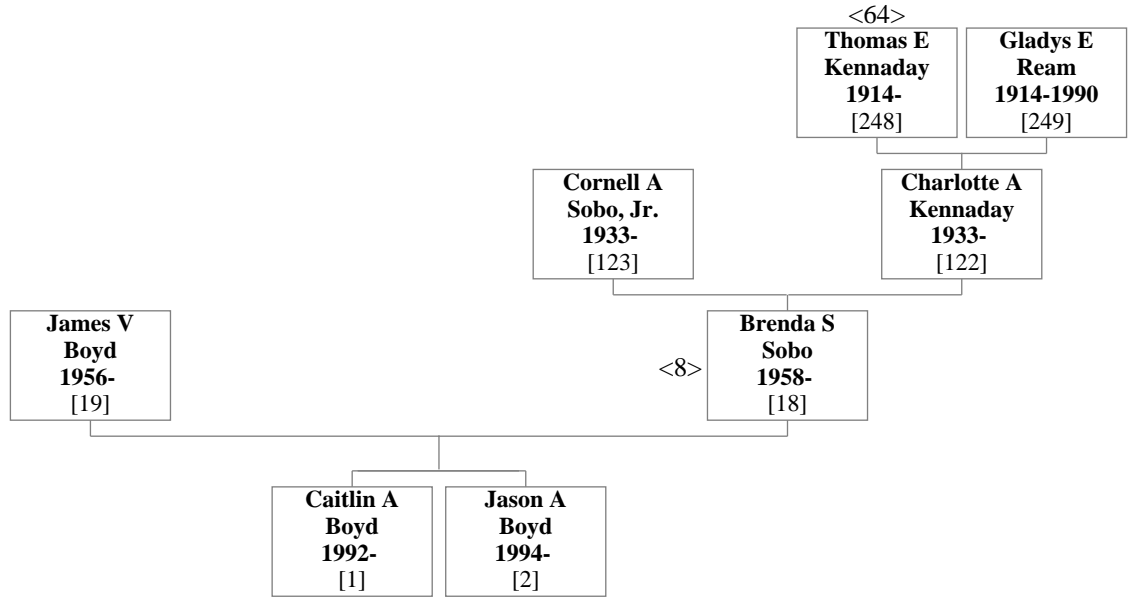 <64>
Thomas E
Kennaday
1914-
[248]
Gladys E
Ream
1914-1990
[249]
Cornell A
Sobo, Jr.
1933-
[123]
Charlotte A
Kennaday
1933-
[122]
James V
Boyd
1956-
[19]
<8>
Brenda S
Sobo
1958-
[18]
Caitlin A
Boyd
1992-
[1]
Jason A
Boyd
1994-
[2]